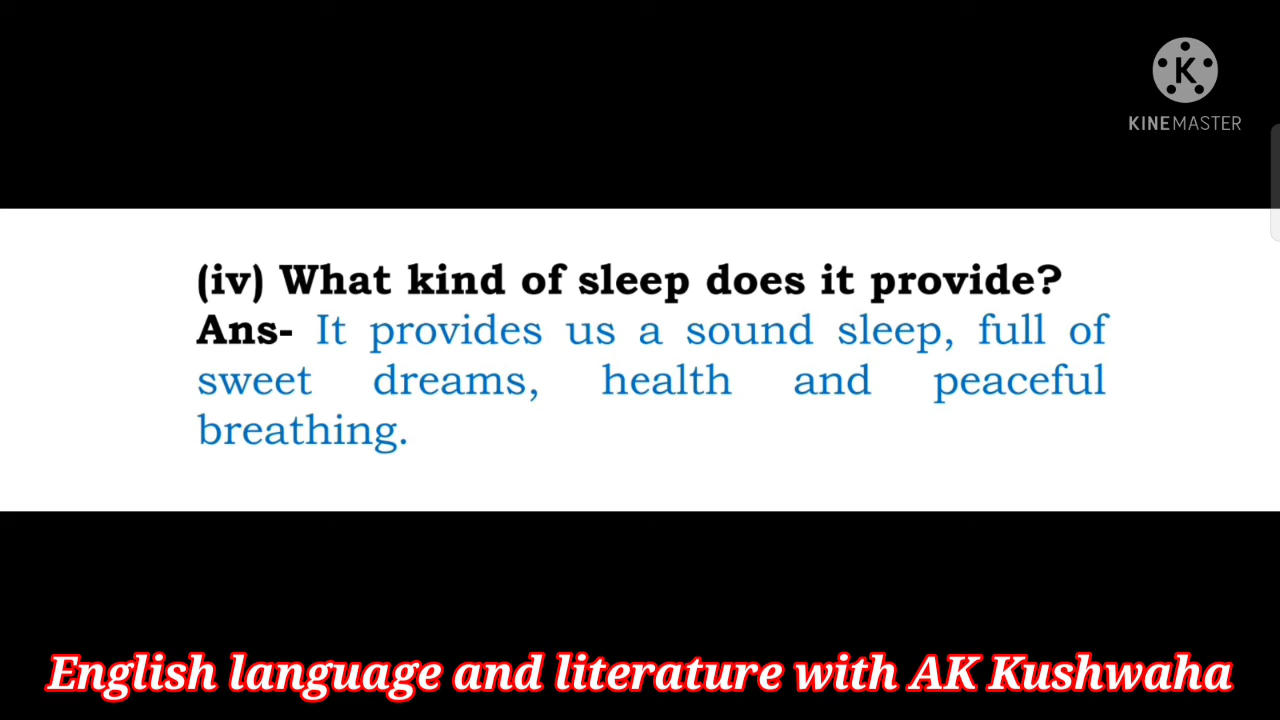 K
KINEMASTER
(iv) What kind of sleep does it provide?
Ans- It provides us a sound sleep, full of
sweet dreams, health and peaceful
breathing.
English language and literature with AK Kushwaha